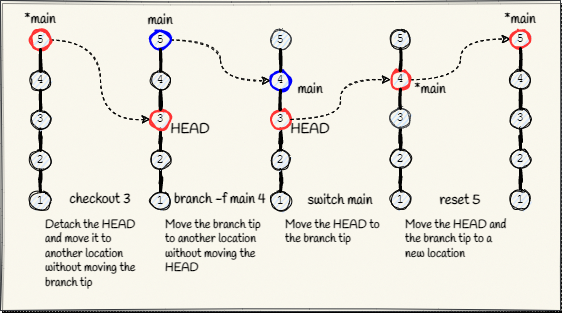 *main
main
*main
5
5
5
5
5
4
4
4
main
4
*main
4
3
3
HEAD
3
HEAD
3
3
2
2
2
2
2
1
checkout 3
1
branch -f main 4
1
switch main
1
reset 5
1
Detach the HEAD
and move it to
another location
without moving the
branch tip
Move the branch tip
to another location
without moving the
HEAD
Move the HEAD to
the branch tip
Move the HEAD and
the branch tip to a
new location